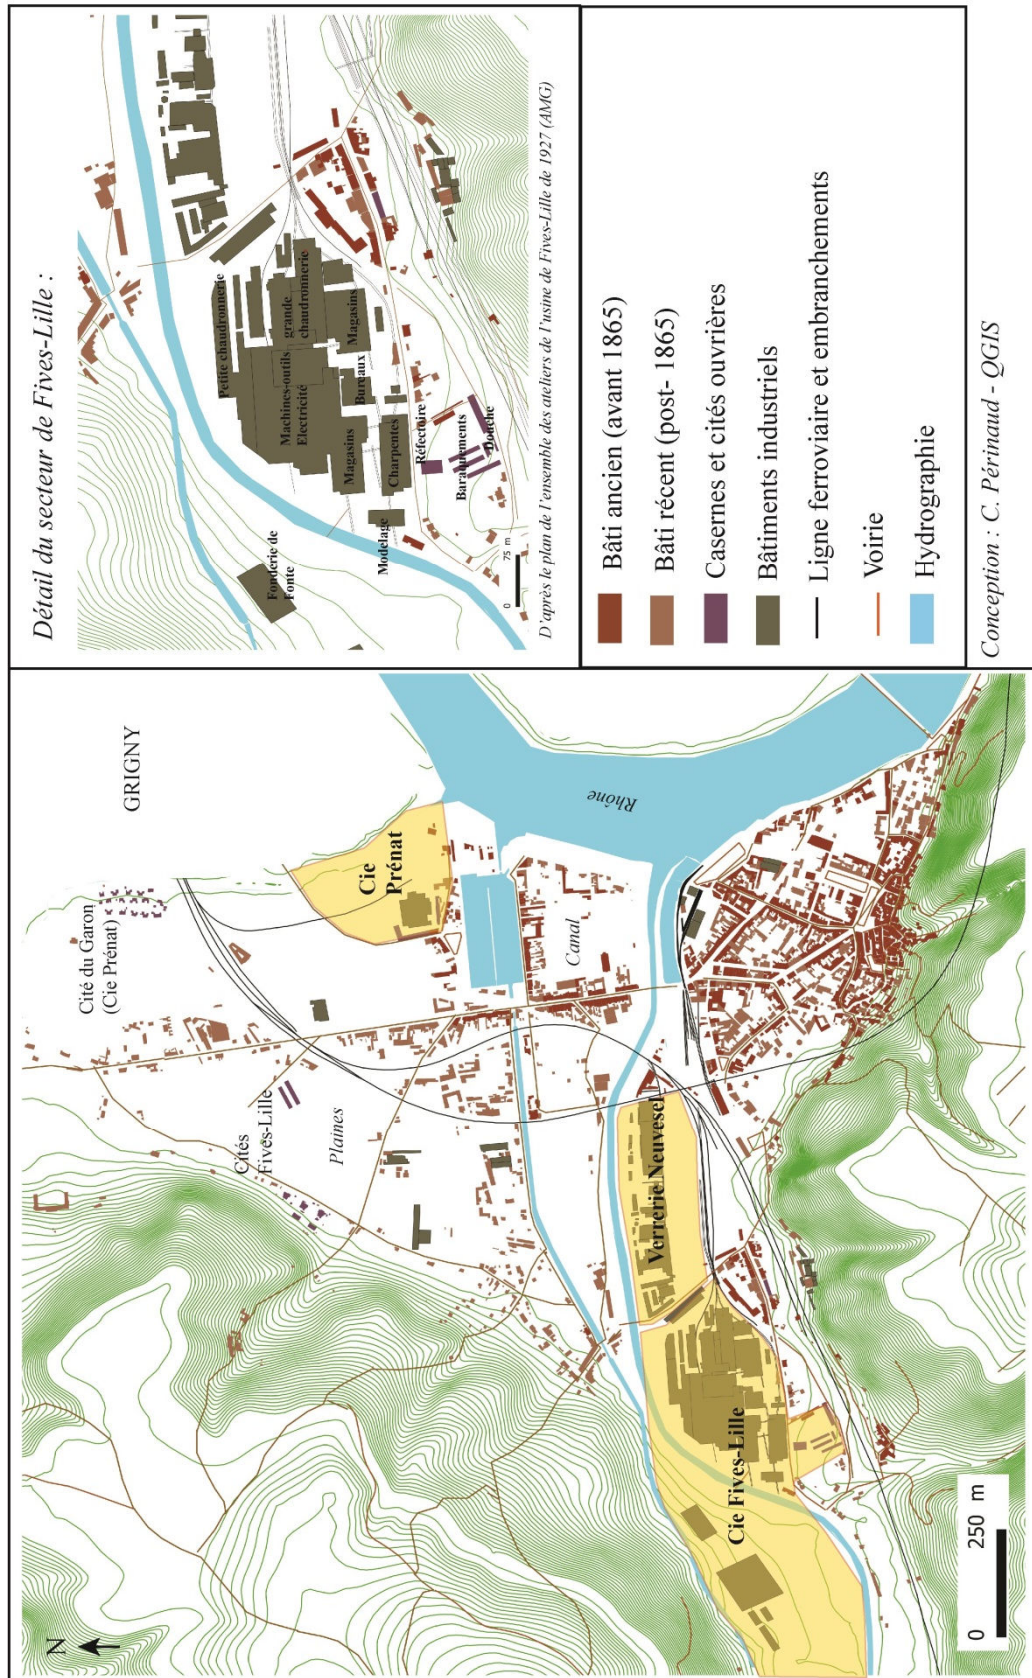 N
GRIGNY
Cité du Garon
(Cie Prénat)
Cités
Fives-Lille
Plaines
Cie
Prénat
Rhône
Canal
Verrerie Neuvesel
Cie Fives-Lille
0 250 m
Détail du secteur de Fives-Lille :
Fonderie de
Fonte
Petite chaudronnerie
Machines-outils
Electricité
grande
chaudronnerie
Magasins
Bureaux
Magasins
Charpentes
Modelage
Réfectoire
Baraquements
Douche
0 75 m
D'après le plan de l'ensemble des ateliers de l'usine de Fives-Lille de 1927 (AMG)
Bâti ancien (avant 1865)
Bâti récent (post- 1865)
Casernes et cités ouvrières
Bâtiments industriels
Ligne ferroviaire et embranchements
Voirie
Hydrographie
Conception : C. Périnaud - QGIS